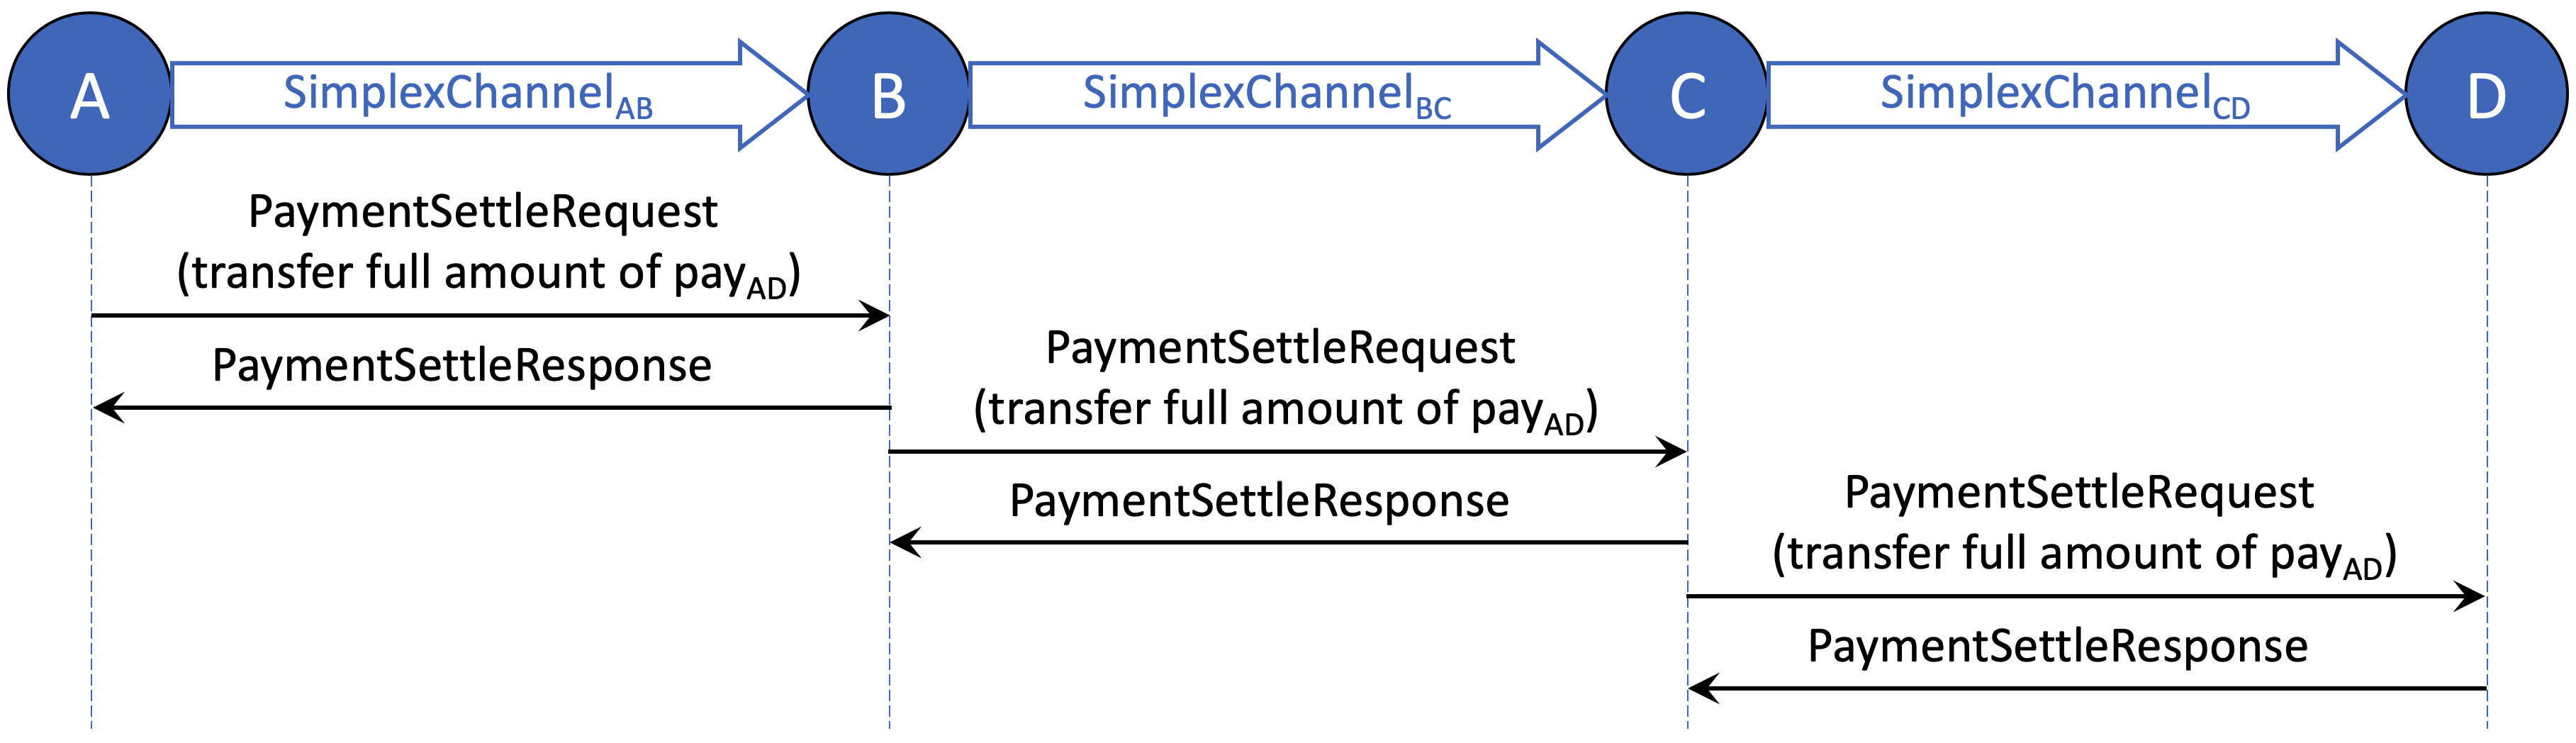 A
SimplexChannelAB
B
SimplexChannelBC
C
SimplexChannelCD
D
PaymentSettleRequest
(transfer full amount of payAD)
PaymentSettleResponse
PaymentSettleRequest
(transfer full amount of payAD)
PaymentSettleResponse
PaymentSettleRequest
(transfer full amount of payAD)
PaymentSettleResponse